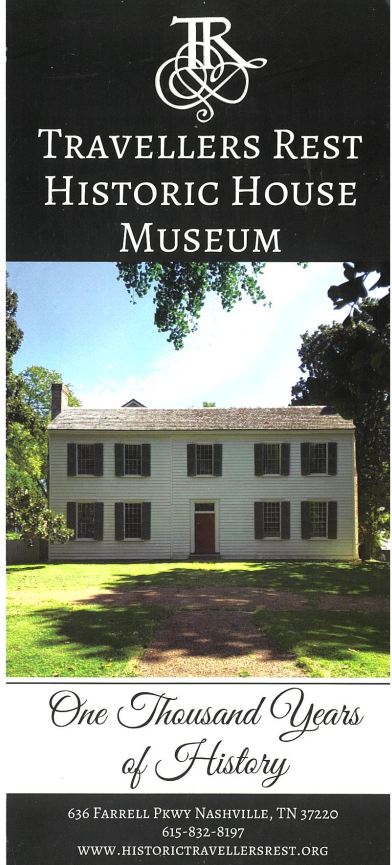 TR
Travellers Rest
Historic House
Museum
One Thousand Years
of History
636 Farrell Pkwy Nashville, TN 37220
615-832-8197
www.historictravellersrest.org